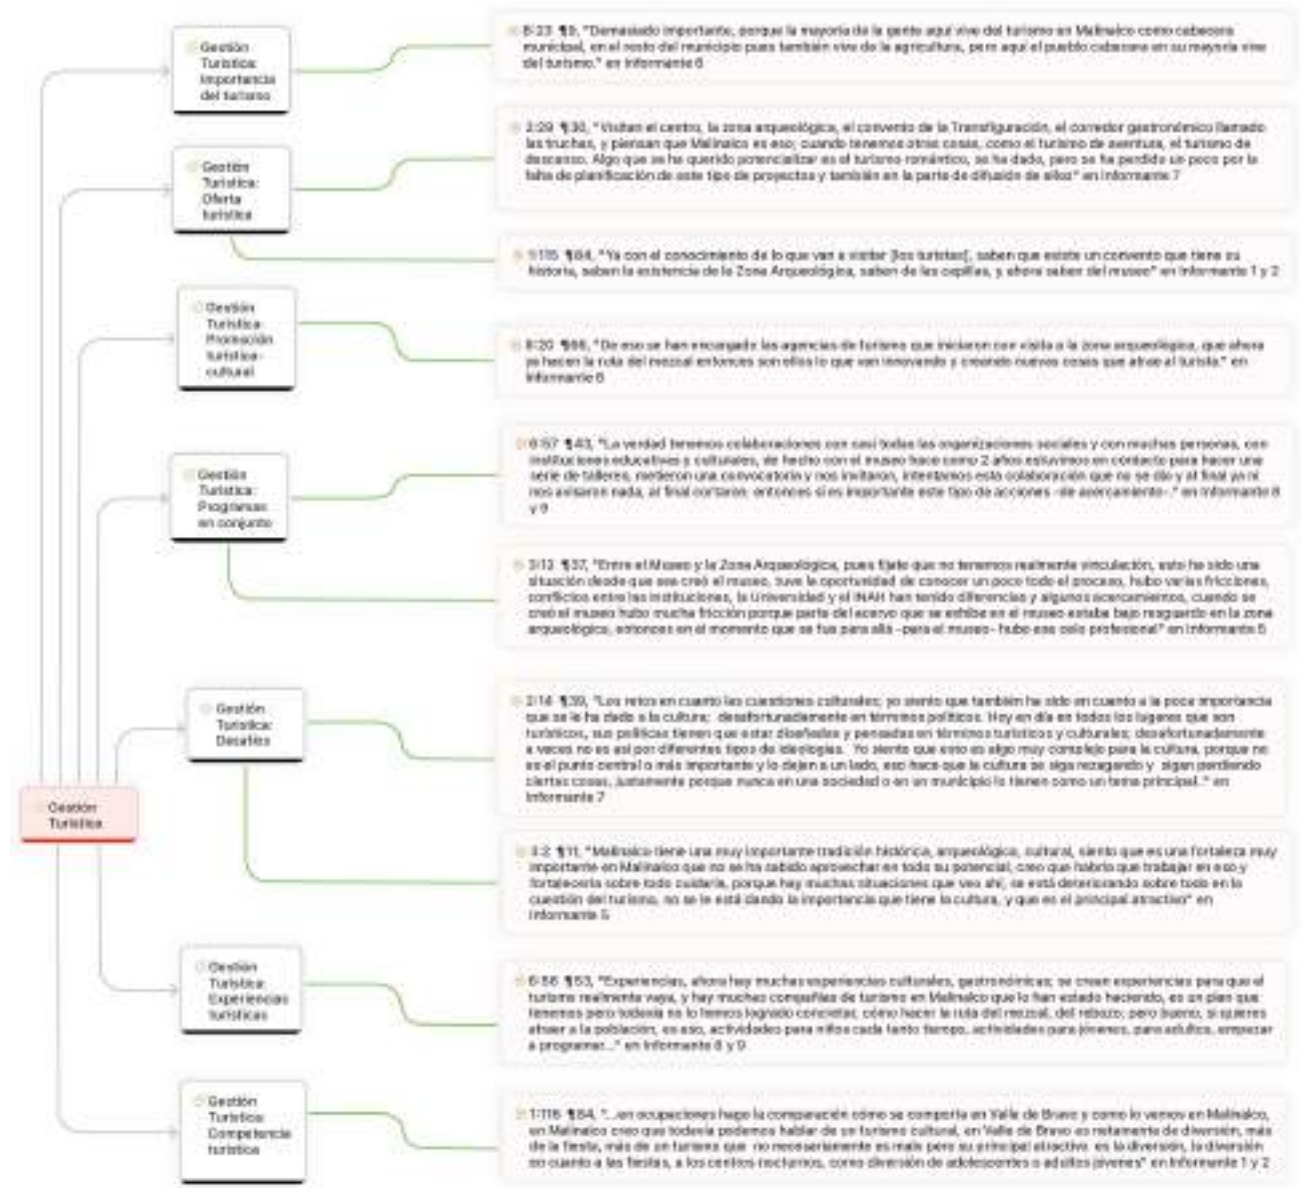 Gestión
Turística:
Importancia
del turismo
8:23 ¶9, "Demasiado importante, porque la mayoría de la gente aquí vive del turismo en Malinalco como cabecera
municipal, en el resto del municipio pues también vive de la agricultura, pero aquí el pueblo cabecera en su mayoría vive
del turismo." en Informante 6
Gestión
Turística:
Oferta
turística
2:29 ¶30, "Visitan el centro, la zona arqueológica, el convento de la Transfiguración, el corredor gastronómico llamado
las truchas, y piensan que Malinalco es eso; cuando tenemos otras cosas, como el turismo de aventura, el turismo de
descanso. Algo que se ha querido potencializar es el turismo romántico, se ha dado, pero se ha perdido un poco por la
falta de planificación de este tipo de proyectos y también en la parte de difusión de ellos" en Informante 7
1:115 ¶84, "Ya con el conocimiento de lo que van a visitar [los turistas], saben que existe un convento que tiene su
historia, saben la existencia de la Zona Arqueológica, saben de las capillas, y ahora saben del museo" en Informante 1 y 2
Gestión
Turística:
Promoción
turística-
cultural
8:20 ¶66, "De eso se han encargado las agencias de turismo que iniciaron con visita a la zona arqueológica, que ahora
ya hacen la ruta del mezcal entonces son ellos lo que van innovando y creando nuevas cosas que atrae al turista." en
Informante 6
Gestión
Turística:
Programas
en conjunto
6:57 ¶43, "La verdad tenemos colaboraciones con casi todas las organizaciones sociales y con muchas personas, con
instituciones educativas y culturales, de hecho con el museo hace como 2 años estuvimos en contacto para hacer una
serie de talleres, metieron una convocatoria y nos invitaron, intentamos esta colaboración que no se dio y al final ya ni
nos avisaron nada, al final cortaron; entonces si es importante este tipo de acciones -de acercamiento-." en Informante 8
y 9
3:13 ¶37, "Entre el Museo y la Zona Arqueológica, pues fíjate que no tenemos realmente vinculación, esto ha sido una
situación desde que sea creó el museo, tuve la oportunidad de conocer un poco todo el proceso, hubo varias fricciones,
conflictos entre las instituciones, la Universidad y el INAH han tenido diferencias y algunos acercamientos, cuando se
creó el museo hubo mucha fricción porque parte del acervo que se exhibe en el museo estaba bajo resguardo en la zona
arqueológica, entonces en el momento que se fue para allá -para el museo- hubo ese celo profesional" en Informante 5
Gestión
Turística:
Desafíos
2:14 ¶39, "Los retos en cuanto las cuestiones culturales; yo siento que también ha sido en cuanto a la poca importancia
que se le ha dado a la cultura; desafortunadamente en términos políticos. Hoy en día en todos los lugares que son
turísticos, sus políticas tienen que estar diseñadas y pensadas en términos turísticos y culturales; desafortunadamente
a veces no es así por diferentes tipos de ideologías. Yo siento que esto es algo muy complejo para la cultura, porque no
es el punto central o más importante y lo dejan a un lado, eso hace que la cultura se siga rezagando y sigan perdiendo
ciertas cosas, justamente porque nunca en una sociedad o en un municipio lo tienen como un tema principal." en
Informante 7
Gestión
Turística
3:2 ¶11, "Malinalco tiene una muy importante tradición histórica, arqueológica, cultural, siento que es una fortaleza muy
importante en Malinalco que no se ha sabido aprovechar en todo su potencial, creo que habría que trabajar en eso y
fortalecerla sobre todo cuidarla, porque hay muchas situaciones que veo ahí, se está deteriorando sobre todo en la
cuestión del turismo, no se le está dando la importancia que tiene la cultura, y que es el principal atractivo" en
Informante 5
Gestión
Turística:
Experiencias
turísticas
6:56 ¶53, "Experiencias, ahora hay muchas experiencias culturales, gastronómicas; se crean experiencias para que el
turismo realmente vaya, y hay muchas compañías de turismo en Malinalco que lo han estado haciendo, es un plan que
tenemos pero todavía no lo hemos logrado concretar, cómo hacer la ruta del mezcal, del rebozo; pero bueno, si quieres
atraer a la población, es eso, actividades para niños cada tanto tiempo, actividades para jóvenes, para adultos, empezar
a programar..." en Informante 8 y 9
Gestión
Turística:
Competencia
turística
1:116 ¶84, "...en ocupaciones hago la comparación cómo se comporta en Valle de Bravo y como lo vemos en Malinalco,
en Malinalco creo que todavía podemos hablar de un turismo cultural, en Valle de Bravo es netamente de diversión, más
de la fiesta, más de un turismo que no necesariamente es malo pero su principal atractivo es la diversión, la diversión
en cuanto a las fiestas, a los centros nocturnos, como diversión de adolescentes o adultos jóvenes" en Informante 1 y 2